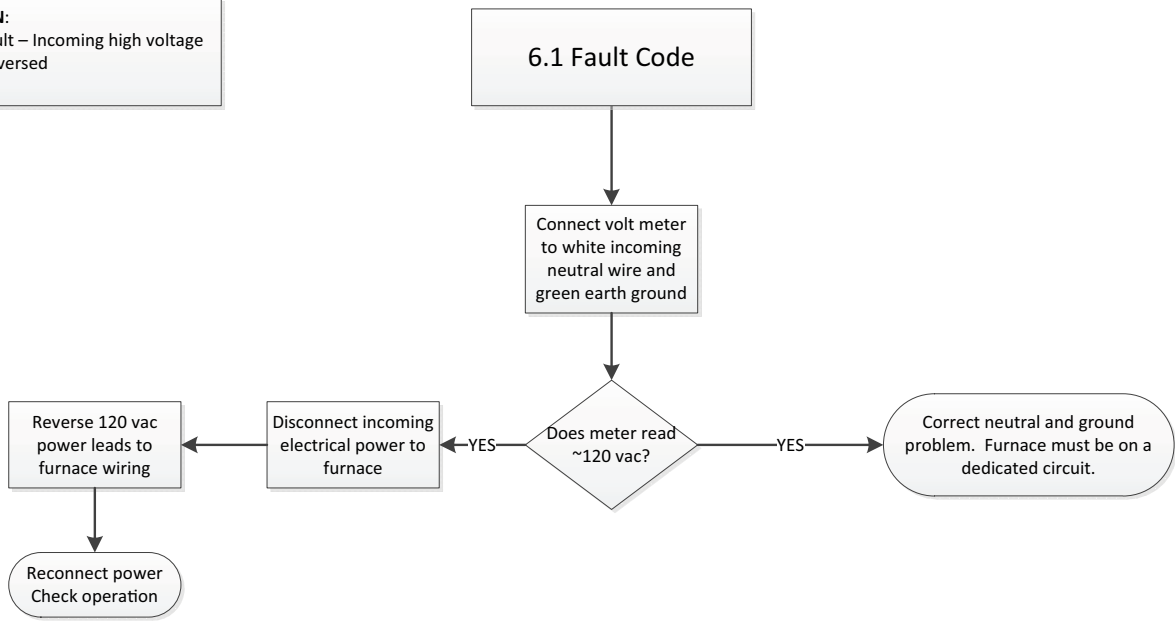 N:
ult – Incoming high voltage
versed
6.1 Fault Code
Connect volt meter
to white incoming
neutral wire and
green earth ground
Does meter read
~120 vac?
YES
YES
Disconnect incoming
electrical power to
furnace
Reverse 120 vac
power leads to
furnace wiring
Reconnect power
Check operation
Correct neutral and ground
problem. Furnace must be on a
dedicated circuit.